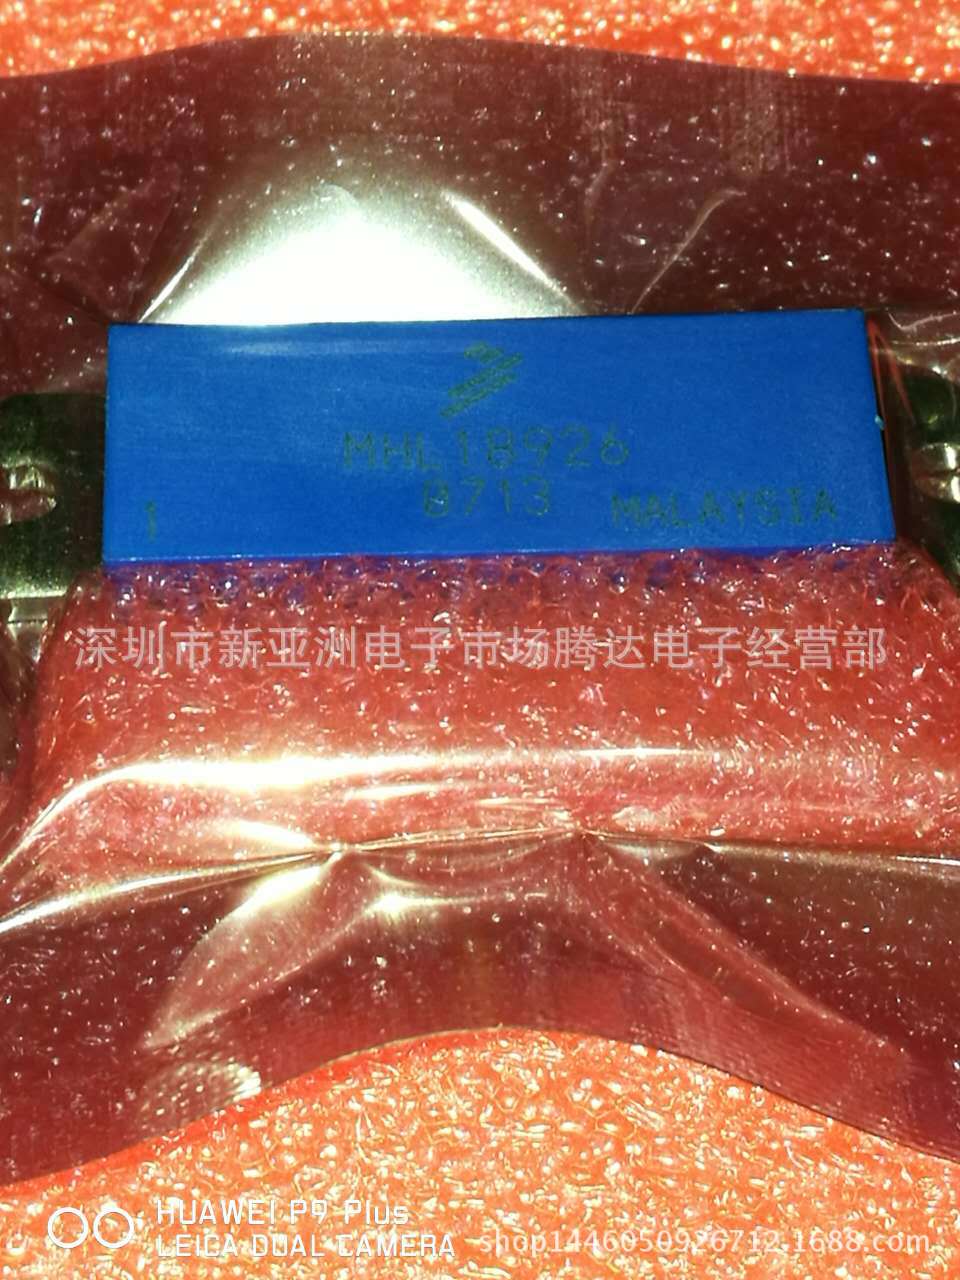 MHL18926
0713
1
MALAYSIA
深圳市新亚洲电子市场腾达电子经营部
HUAWEI P9 Plus
LEICA DUAL CAMERA
shop1446050926712.1688.com